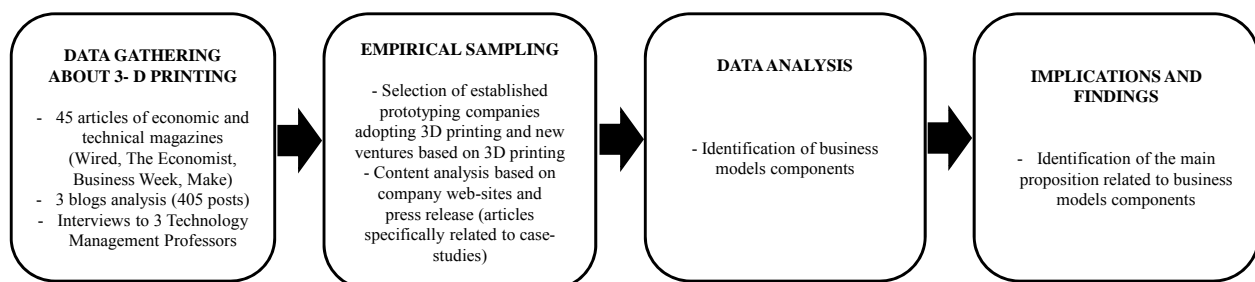 DATA GATHERING
ABOUT 3- D PRINTING
- 45 articles of economic and
technical magazines
(Wired, The Economist,
Business Week, Make)
- 3 blogs analysis (405 posts)
- Interviews to 3 Technology
Management Professors
EMPIRICAL SAMPLING
- Selection of established
prototyping companies
adopting 3D printing and new
ventures based on 3D printing
- Content analysis based on
company web-sites and
press release (articles
specifically related to case-
studies)
DATA ANALYSIS
- Identification of business
models components
IMPLICATIONS AND
FINDINGS
- Identification of the main
proposition related to business
models components